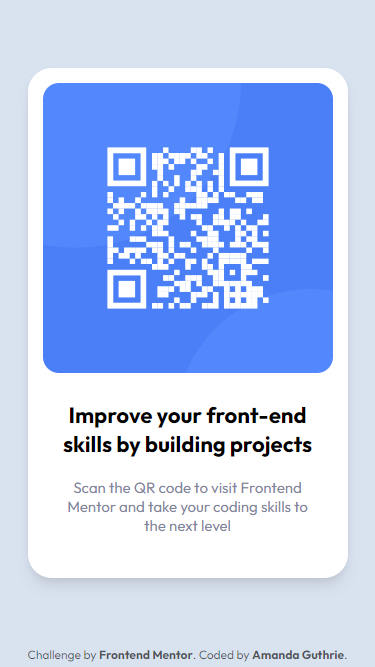 Improve your front-end
skills by building projects
Scan the QR code to visit Frontend
Mentor and take your coding skills to
the next level
Challenge by Frontend Mentor. Coded by Amanda Guthrie.